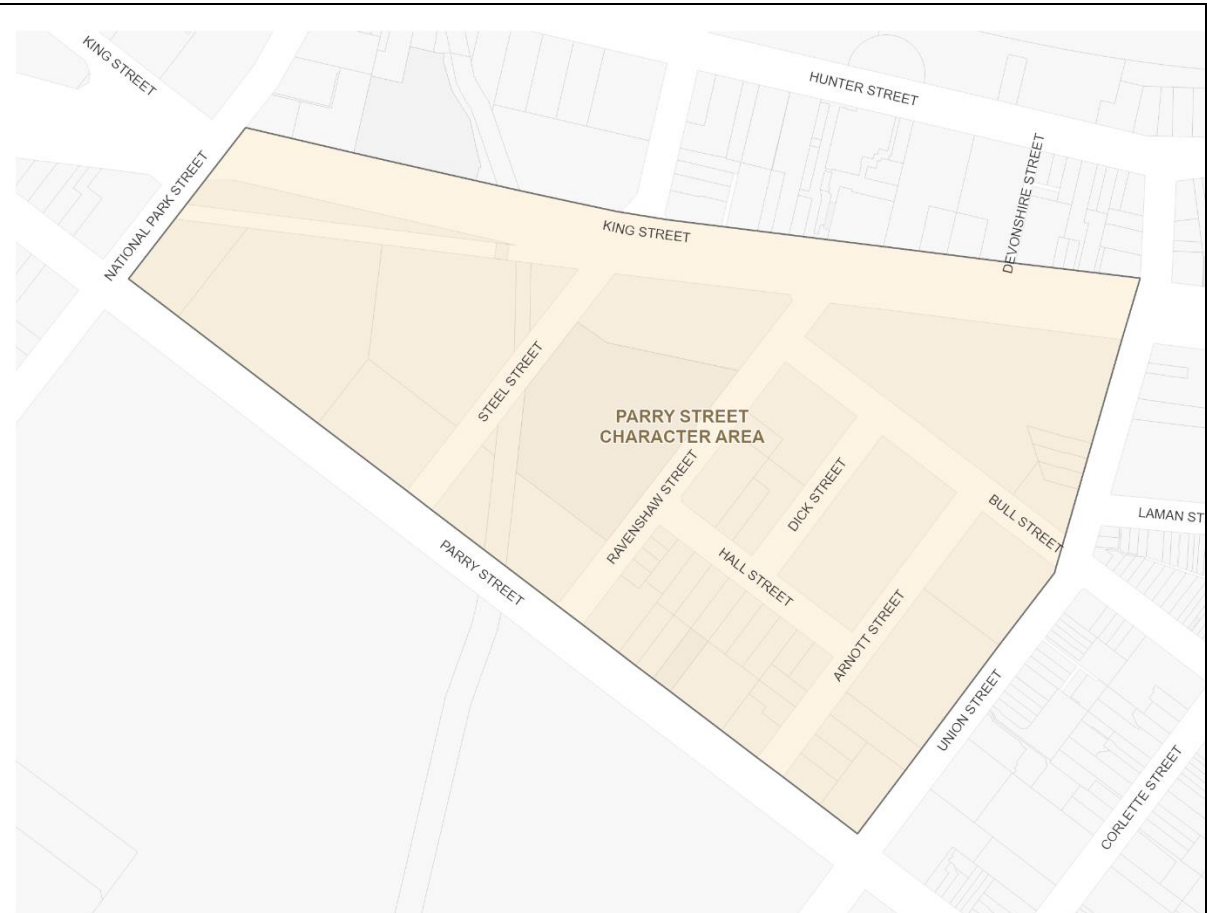 KING STREET
HUNTER STREET
NATIONAL PARK STREET
DEVONSHIRE STREET
KING STREET
STEEL STREET
PARRY STREET
CHARACTER AREA
RAVENSHAW STREET
DICK STREET
BULL STREET
LAMAN ST
PARRY STREET
HALL STREET
ARNOTT STREET
UNION STREET
CORLETTE STREET